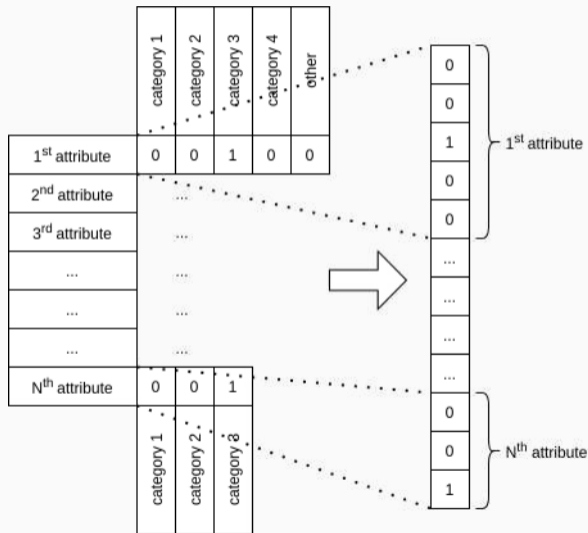 category 1
category 2
category 3
category 4
other
1st attribute 0 0 1 0 0
2nd attribute ...
3rd attribute ...
... ...
... ...
... ...
Nth attribute 0 0 1
category 1
category 2
category 3
0
0
1
0
0
1st attribute
...
...
...
...
0
0
1
Nth attribute